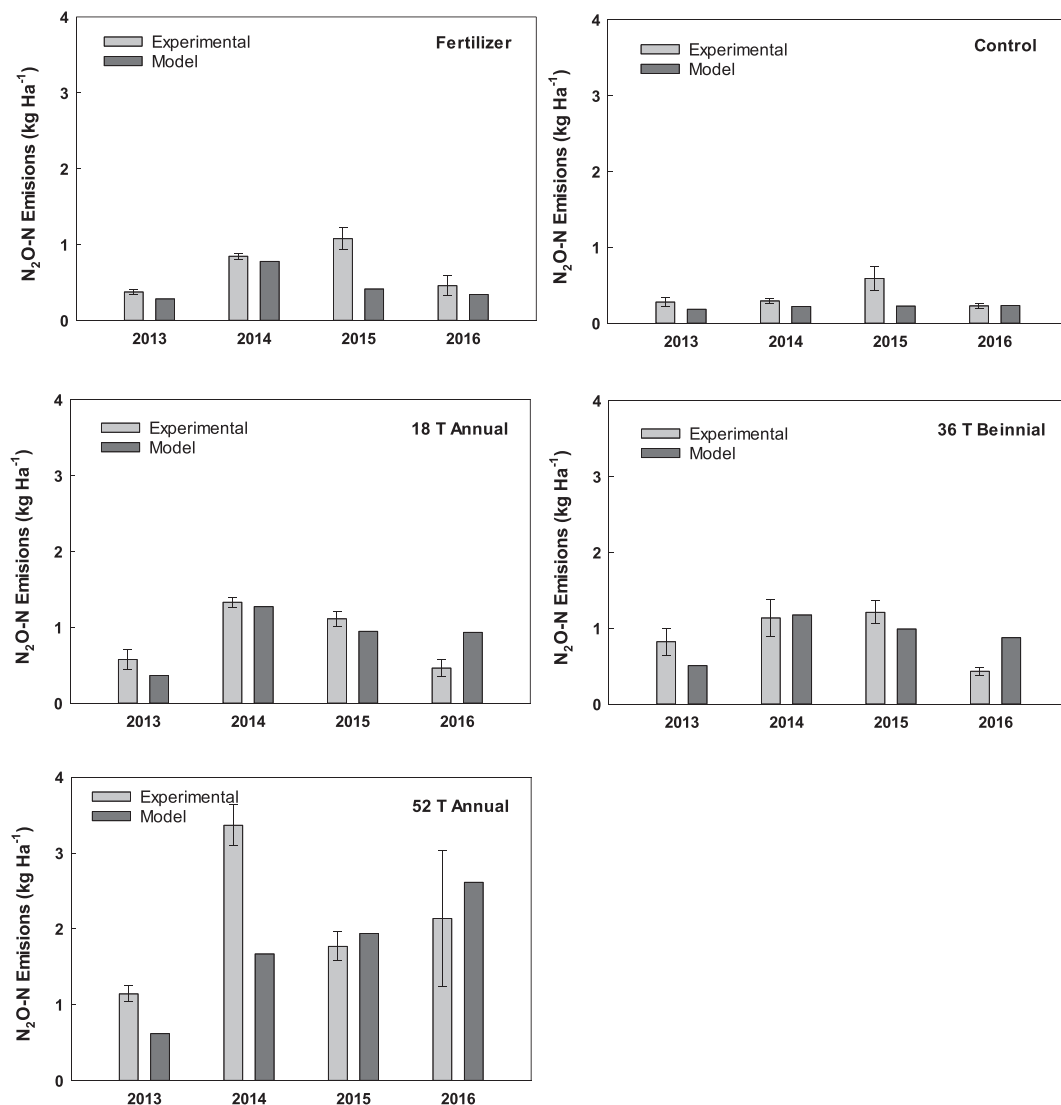 Fertilizer
Experimental
Model
N₂O-N Emisions (kg Ha⁻¹)
4
3
2
1
0
2013 2014 2015 2016
Control
Experimental
Model
N₂O-N Emissions (kg Ha⁻¹)
4
3
2
1
0
2013 2014 2015 2016
18 T Annual
Experimental
Model
N₂O-N Emissions (kg Ha⁻¹)
4
3
2
1
0
2013 2014 2015 2016
36 T Beinnial
Experimental
Model
N₂O-N Emissions (kg Ha⁻¹)
4
3
2
1
0
2013 2014 2015 2016
52 T Annual
Experimental
Model
N₂O-N Emissions (kg Ha⁻¹)
4
3
2
1
0
2013 2014 2015 2016